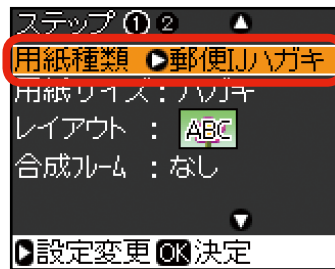 ステップ ❶ ❷ ▲
用紙種類 ▶郵便IJハガキ
用紙サイズ：ハガキ
レイアウト ： ABC
合成フレーム ：なし
▼
▶設定変更 OK 決定